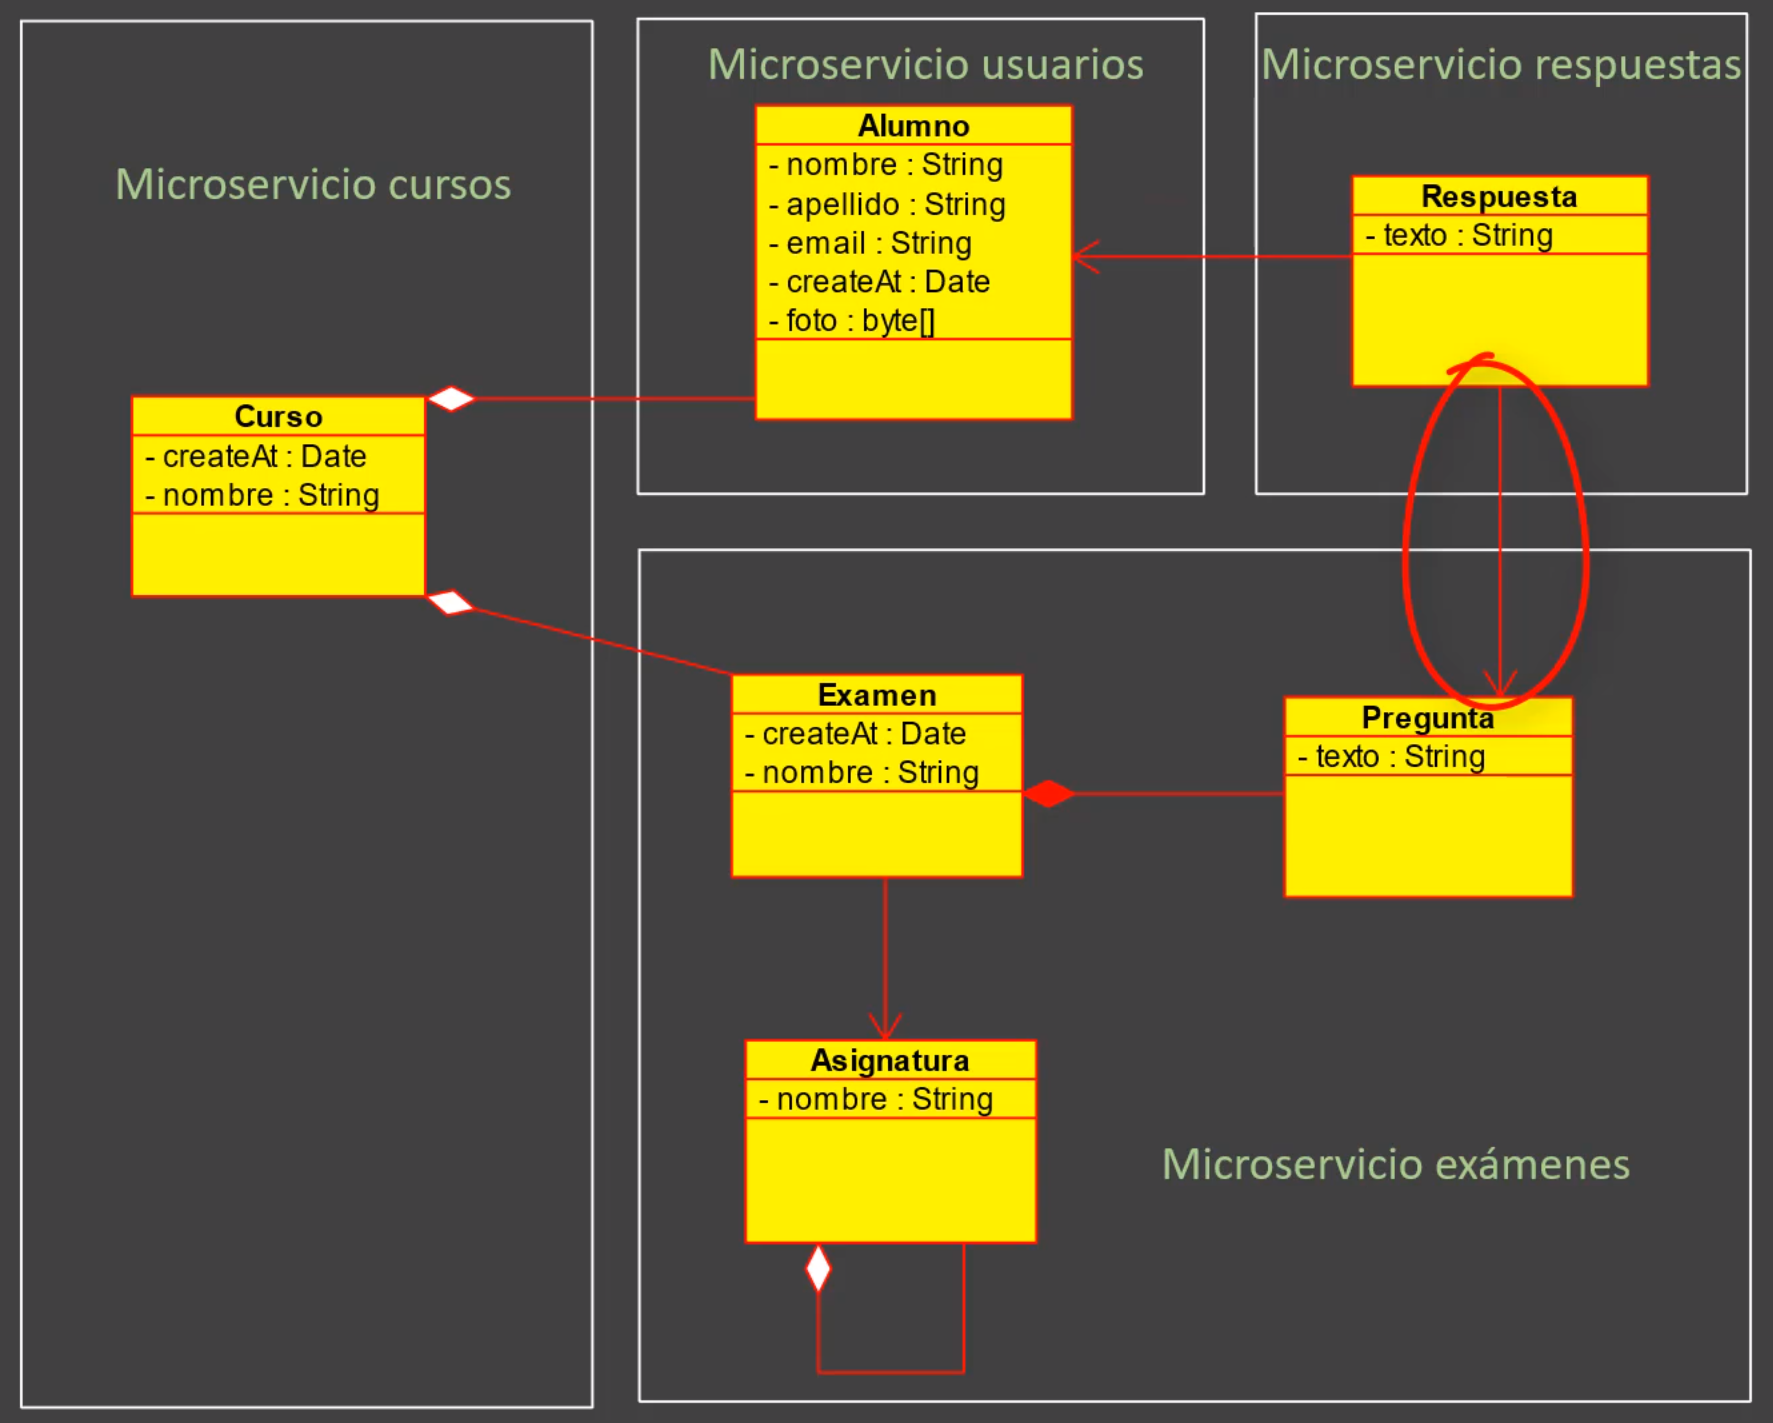 Microservicio cursos
Curso
- createAt : Date
- nombre : String
Microservicio usuarios
Alumno
- nombre : String
- apellido : String
- email : String
- createAt : Date
- foto : byte[]
Microservicio respuestas
Respuesta
- texto : String
Examen
- createAt : Date
- nombre : String
Pregunta
- texto : String
Asignatura
- nombre : String
Microservicio exámenes